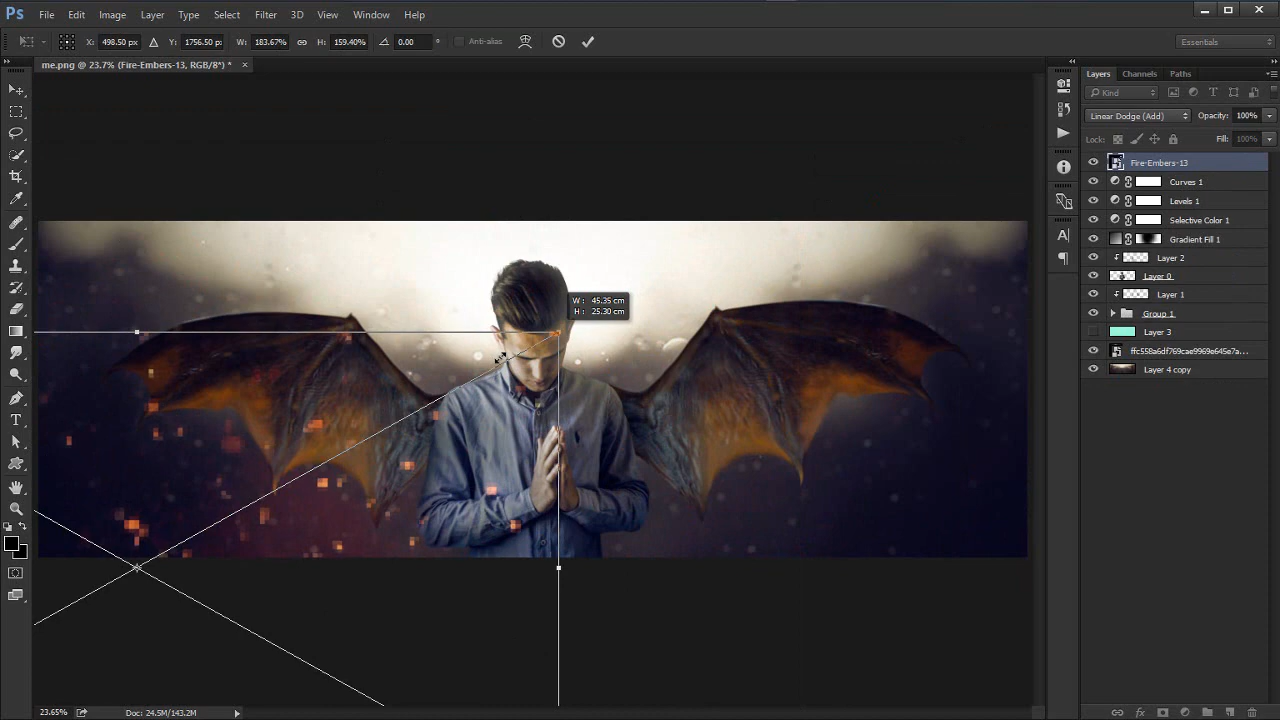 Ps File Edit Image Layer Type Select Filter 3D View Window Help
X: 498.50 px Y: 1756.50 px W: 183.67% H: 159.40% 0.00 ° Anti-alias Essentials
me.png @ 23.7% (Fire-Embers-13, RGB/8*) * ×
Layers Channels Paths
Kind
Linear Dodge (Add) Opacity: 100%
Lock: Fill: 100%
Fire-Embers-13
Curves 1
Levels 1
Selective Color 1
Gradient Fill 1
Layer 2
Layer 0
Layer 1
Group 1
Layer 3
ffc558a6df769cae9969e645e7a...
Layer 4 copy
W: 45.35 cm
H: 25.30 cm
23.65% Doc: 24.5M/143.2M